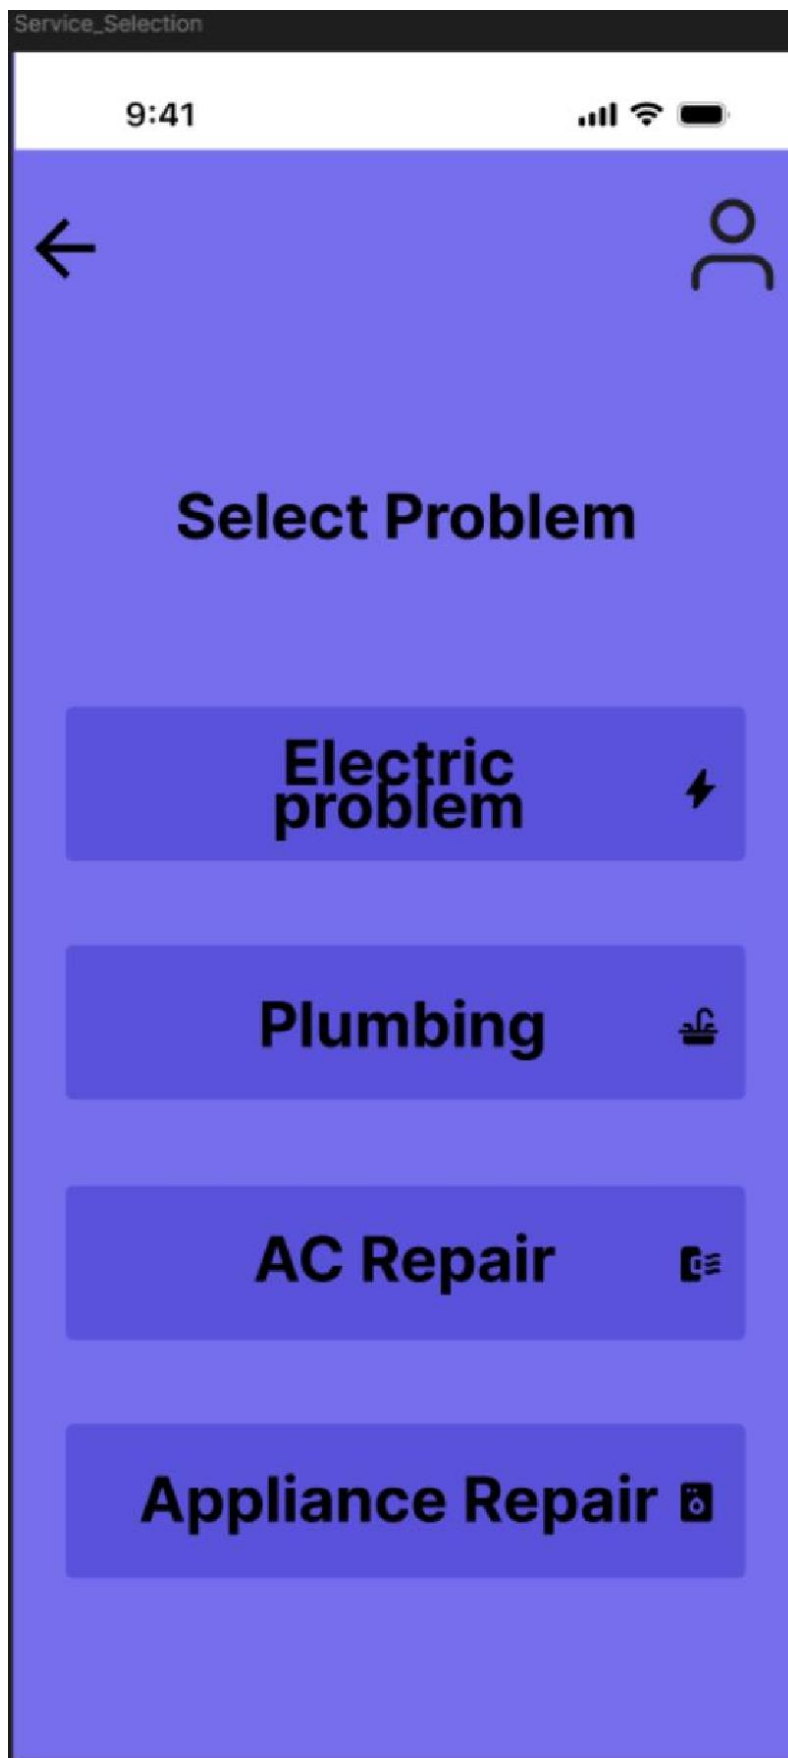 Service_Selection
9:41
Select Problem
Electric
problem
Plumbing
AC Repair
Appliance Repair